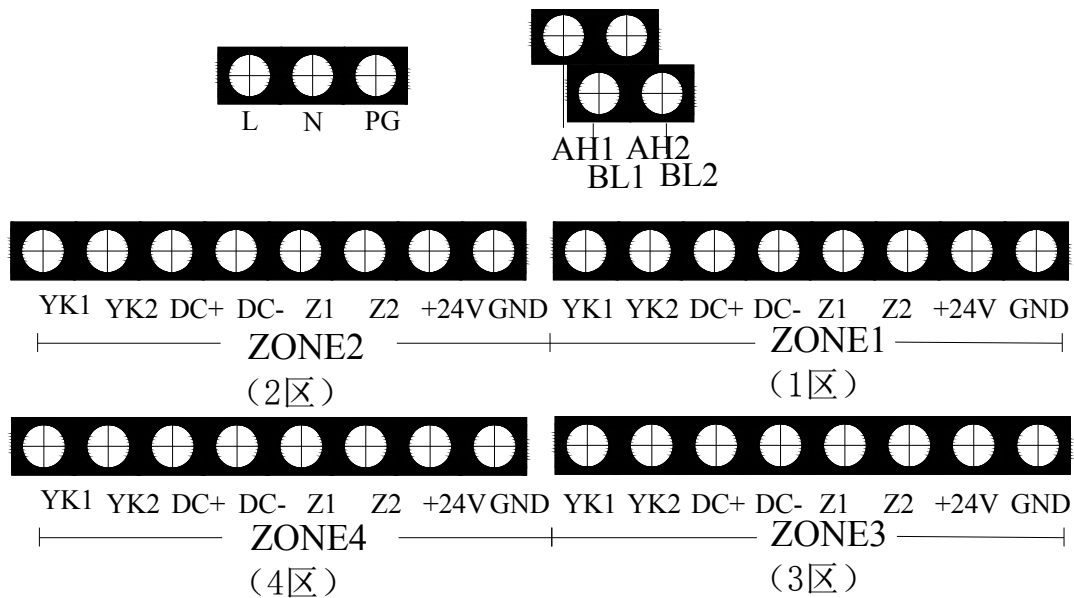 L N PG
AH1 AH2
BL1 BL2
YK1 YK2 DC+ DC- Z1 Z2 +24V GND YK1 YK2 DC+ DC- Z1 Z2 +24V GND
ZONE2 ZONE1
（2区） （1区）
YK1 YK2 DC+ DC- Z1 Z2 +24V GND YK1 YK2 DC+ DC- Z1 Z2 +24V GND
ZONE4 ZONE3
（4区） （3区）